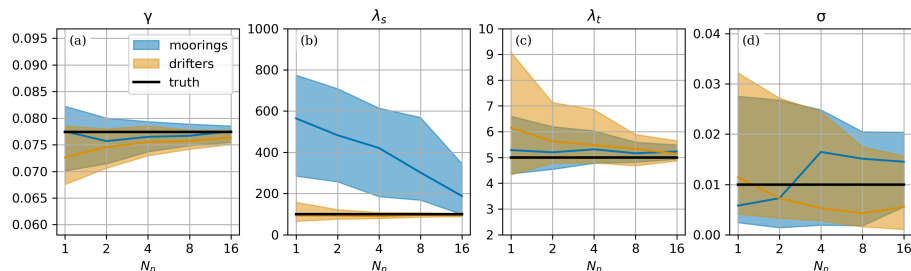 γ
(a)
moorings
drifters
truth
0.095
0.090
0.085
0.080
0.075
0.070
0.065
0.060
1 2 4 8 16
Nₚ
λₛ
(b)
1000
800
600
400
200
0
1 2 4 8 16
Nₚ
λₜ
(c)
10
9
8
7
6
5
4
3
2
1 2 4 8 16
Nₚ
σ
(d)
0.04
0.03
0.02
0.01
0.00
1 2 4 8 16
Nₚ